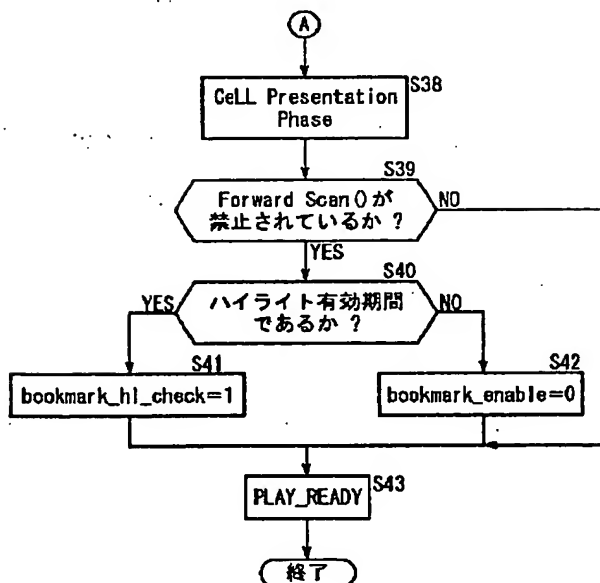 A
CeLL Presentation
Phase
S38
S39
Forward Scan()が
禁止されているか ?
NO
YES
S40
YES
ハイライト有効期間
であるか ?
NO
S41
bookmark_hl_check=1
S42
bookmark_enable=0
PLAY_READY
S43
終了